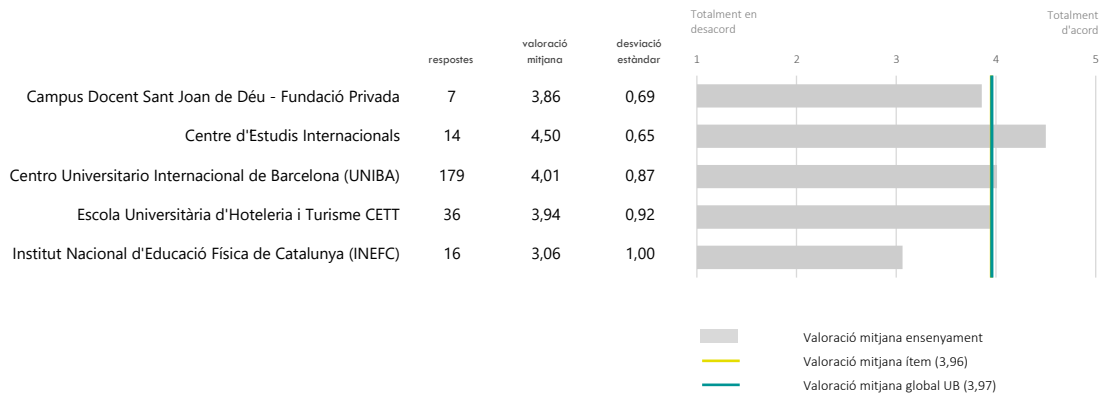 Totalment en
desacord
Totalment
d'acord
respostes
valoració
mitjana
desviació
estàndar
1 2 3 4 5
Campus Docent Sant Joan de Déu - Fundació Privada 7 3,86 0,69
Centre d'Estudis Internacionals 14 4,50 0,65
Centro Universitario Internacional de Barcelona (UNIBA) 179 4,01 0,87
Escola Universitària d'Hoteleria i Turisme CETT 36 3,94 0,92
Institut Nacional d'Educació Física de Catalunya (INEFC) 16 3,06 1,00
Valoració mitjana ensenyament
Valoració mitjana ítem (3,96)
Valoració mitjana global UB (3,97)